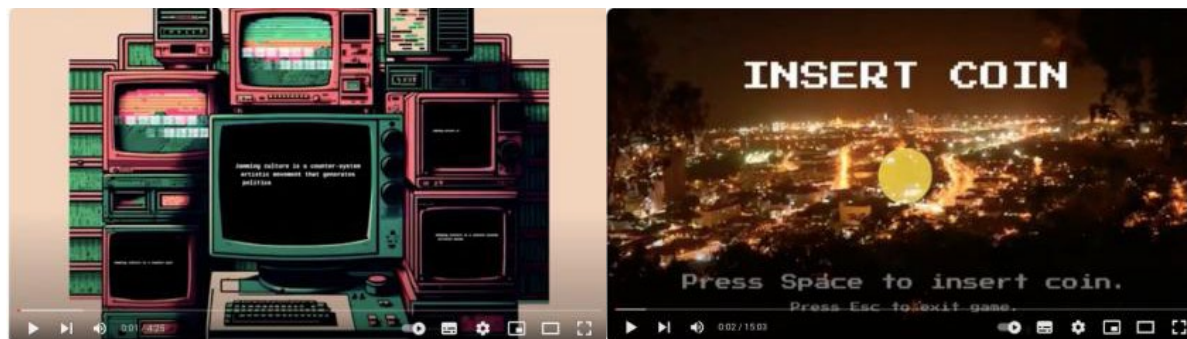 Jamming culture is a counter-system
artistic movement that generates
politics
0:01 / 4:25
INSERT COIN
Press Space to insert coin.
Press Esc to exit game.
0:02 / 15:03